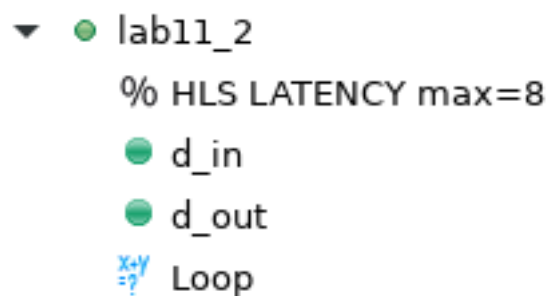 lab11_2
% HLS LATENCY max=8
d_in
d_out
x+y
=?
Loop